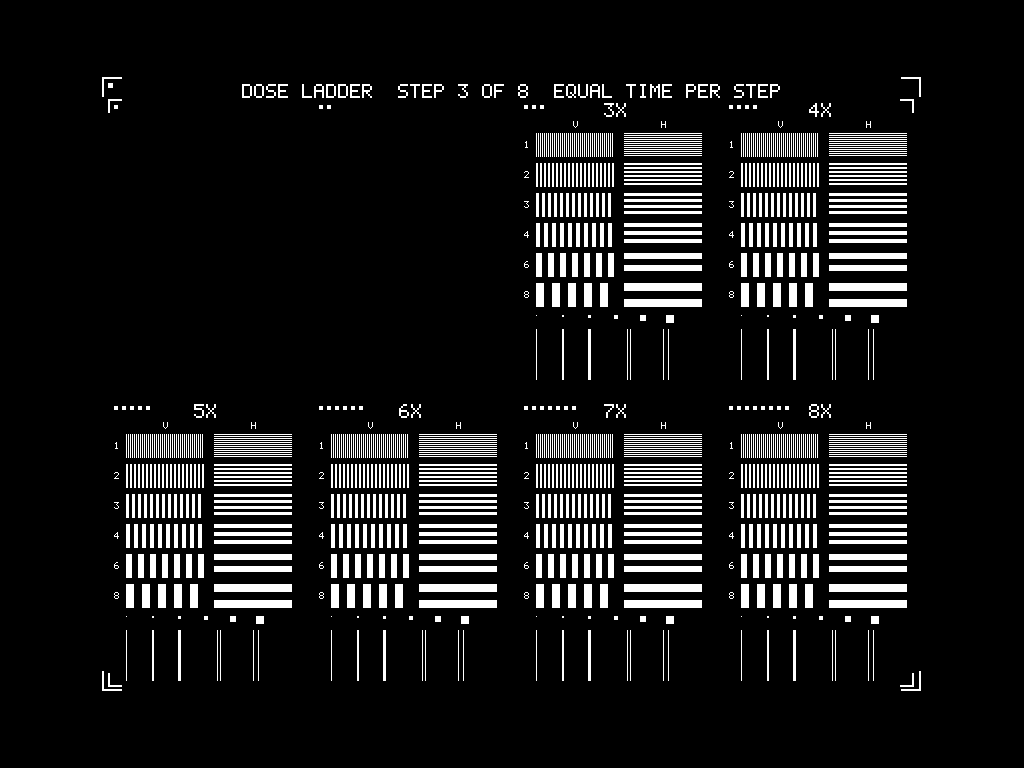 DOSE LADDER  STEP 3 OF 8  EQUAL TIME PER STEP
3X 4X
V H V H
1 1
2 2
3 3
4 4
6 6
8 8
5X 6X 7X 8X
V H V H V H V H
1 1 1 1
2 2 2 2
3 3 3 3
4 4 4 4
6 6 6 6
8 8 8 8